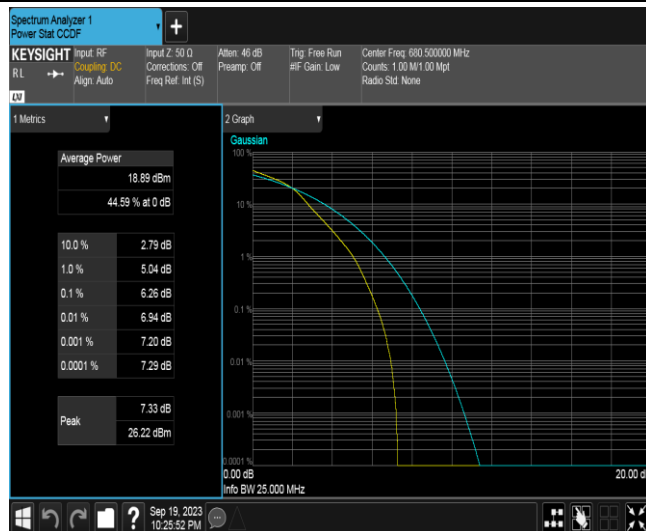 Spectrum Analyzer 1
Power Stat CCDF
+
KEYSIGHT
RL
Input: RF
Coupling: DC
Align: Auto
Input Z: 50 Ω
Corrections: Off
Freq Ref: Int (S)
Atten: 46 dB
Preamp: Off
Trig: Free Run
#IF Gain: Low
Center Freq: 680.500000 MHz
Counts: 1.00 M/1.00 Mpt
Radio Std: None
1 Metrics
Average Power
18.89 dBm
44.59 % at 0 dB
10.0 % 2.79 dB
1.0 % 5.04 dB
0.1 % 6.26 dB
0.01 % 6.94 dB
0.001 % 7.20 dB
0.0001 % 7.29 dB
Peak
7.33 dB
26.22 dBm
2 Graph
Gaussian
100 %
10 %
1 %
0.1 %
0.01 %
0.001 %
0.0001 %
0.00 dB
20.00 d
Info BW 25.000 MHz
?
Sep 19, 2023
10:25:52 PM